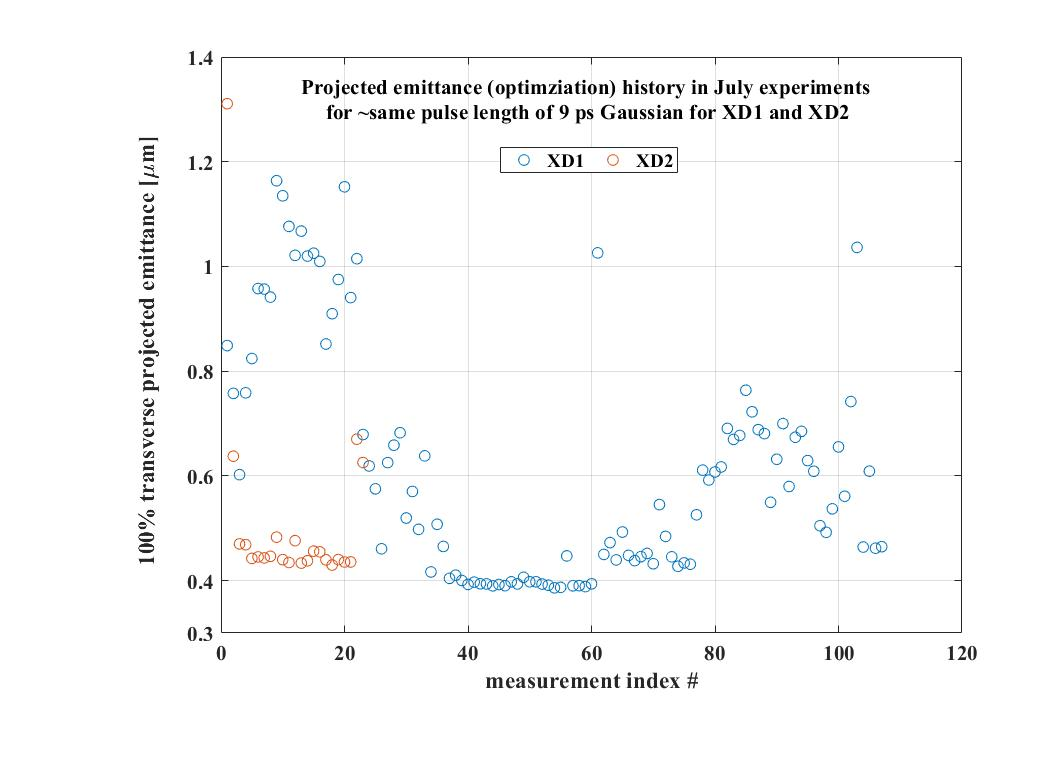 Projected emittance (optimziation) history in July experiments
for ~same pulse length of 9 ps Gaussian for XD1 and XD2
XD1 XD2
100% transverse projected emittance [μm]
1.4
1.2
1
0.8
0.6
0.4
0.3
0 20 40 60 80 100 120
measurement index #